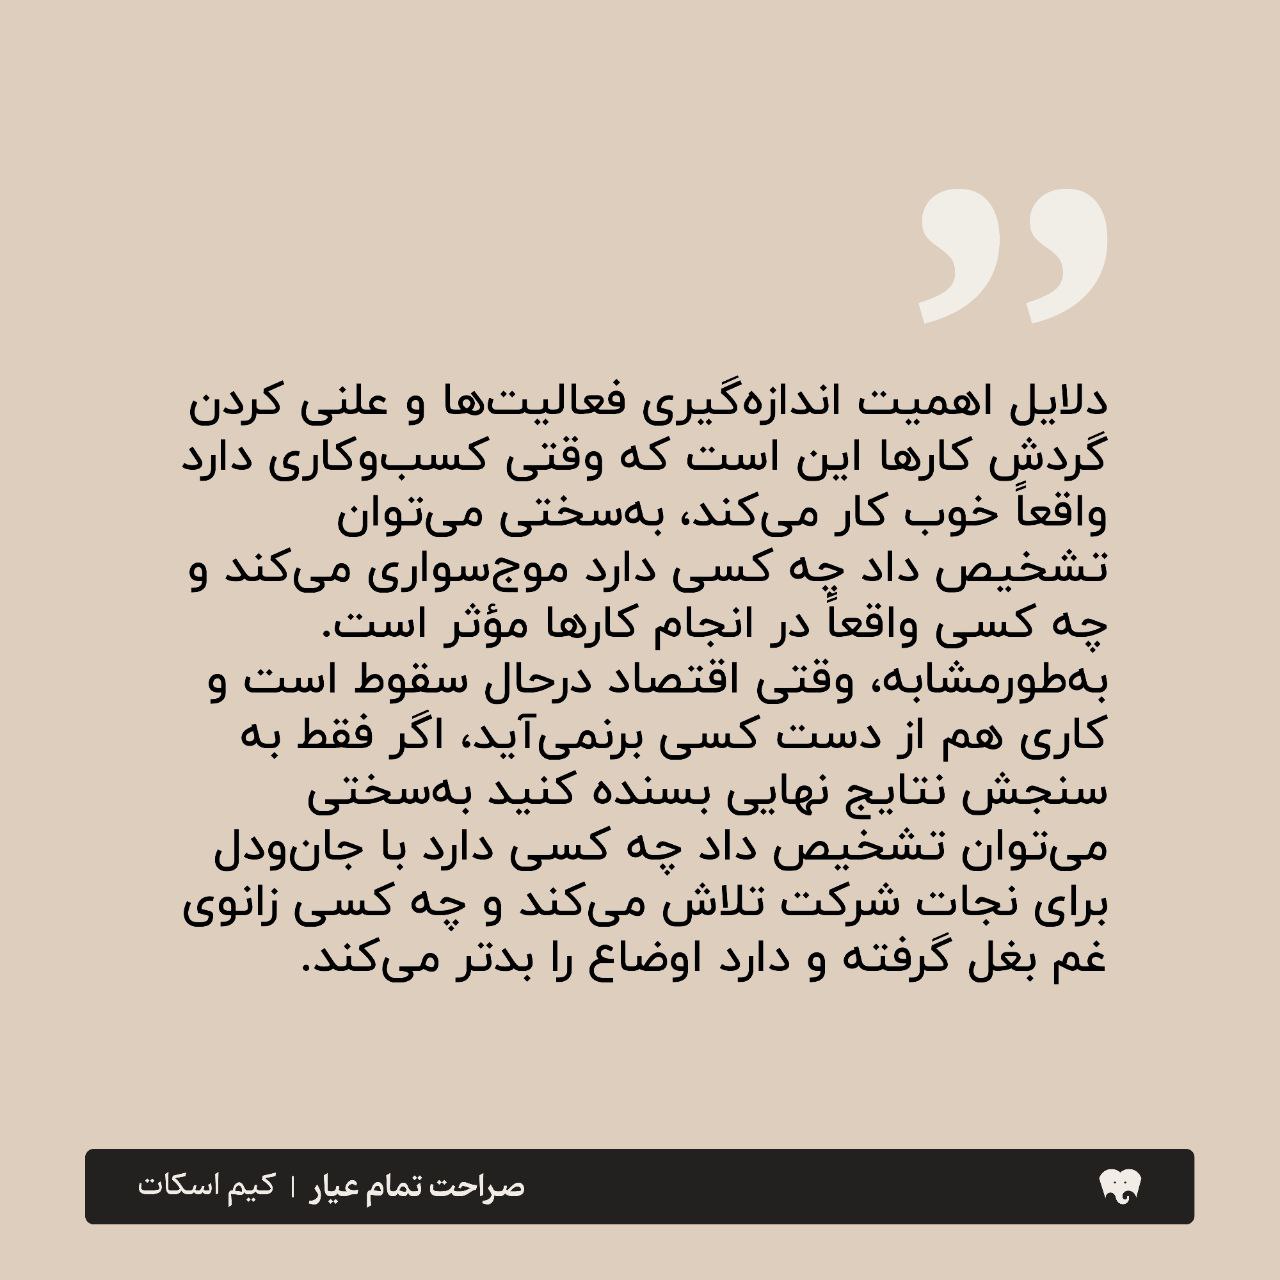 دلایل اهمیت اندازه‌گیری فعالیت‌ها و علنی کردن
گردش کارها این است که وقتی کسب‌وکاری دارد
واقعاً خوب کار می‌کند، به‌سختی می‌توان
تشخیص داد چه کسی دارد موج‌سواری می‌کند و
چه کسی واقعاً در انجام کارها مؤثر است.
به‌طورمشابه، وقتی اقتصاد درحال سقوط است و
کاری هم از دست کسی برنمی‌آید، اگر فقط به
سنجش نتایج نهایی بسنده کنید به‌سختی
می‌توان تشخیص داد چه کسی دارد با جان‌ودل
برای نجات شرکت تلاش می‌کند و چه کسی زانوی
غم بغل گرفته و دارد اوضاع را بدتر می‌کند.
صراحت تمام عیار | کیم اسکات